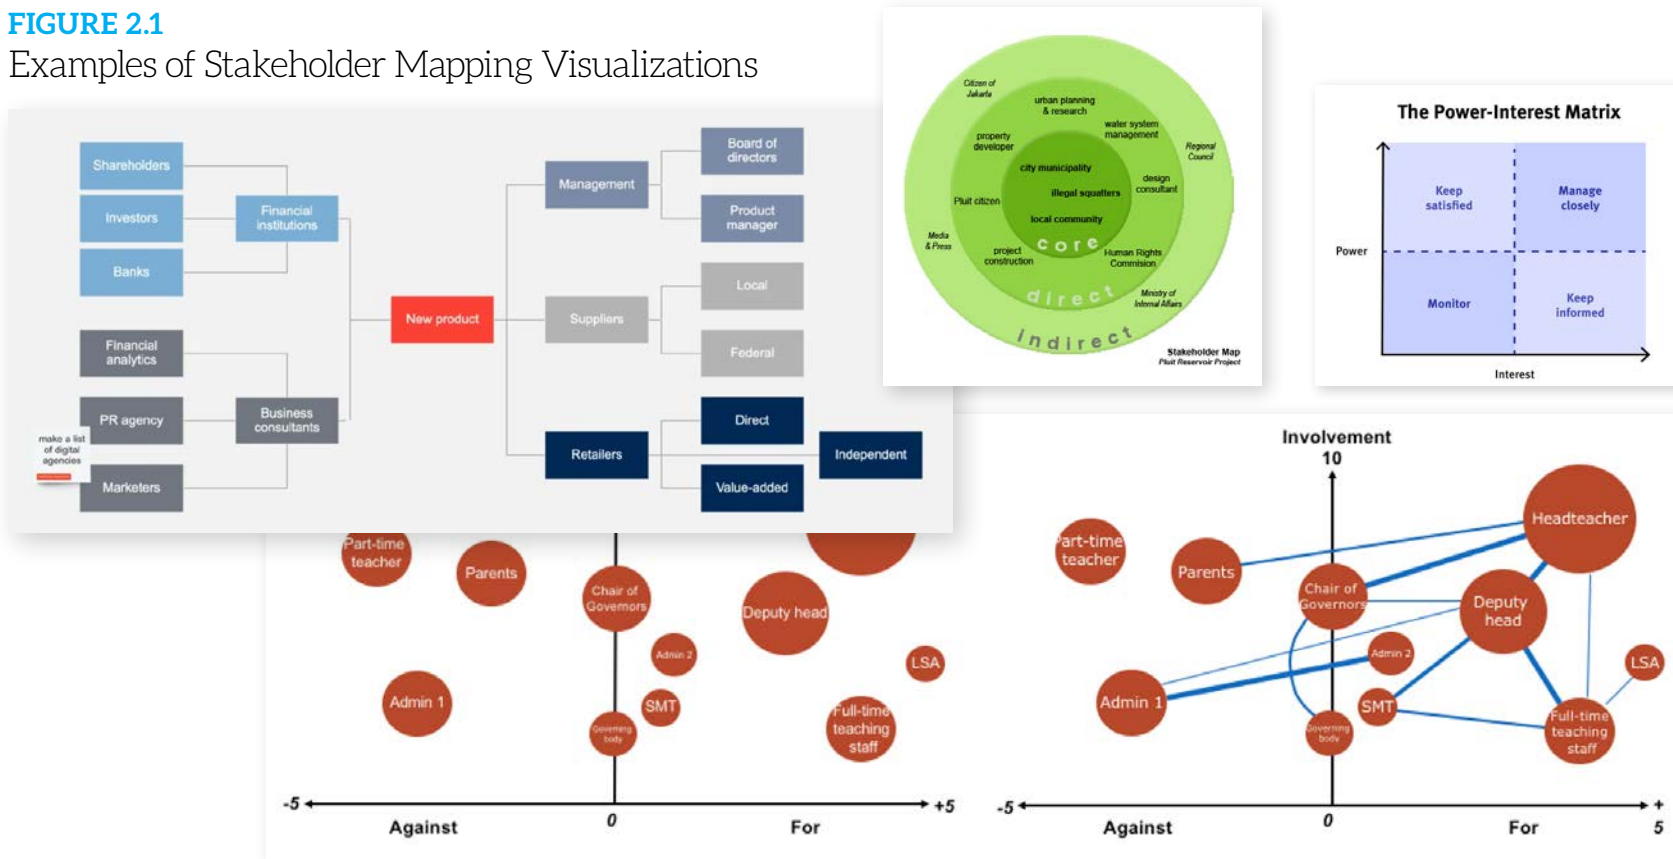 FIGURE 2.1
Examples of Stakeholder Mapping Visualizations
Shareholders
Investors
Banks
Financial
institutions
Financial
analytics
PR agency
Marketers
Business
consultants
make a list
of digital
agencies
New product
Management
Board of
directors
Product
manager
Suppliers
Local
Federal
Retailers
Direct
Value-added
Independent
Citizen of
Jakarta
urban planning
& research
water system
management
property
developer
Regional
Council
city municipality
illegal squatters
local community
design
consultant
Pluit citizen
Media
& Press
project
construction
core
Human Rights
Commision
direct
Ministry of
Internal Affairs
indirect
Stakeholder Map
Pluit Reservoir Project
The Power-Interest Matrix
Keep
satisfied
Manage
closely
Power
Monitor
Keep
informed
Interest
Part-time
teacher
Parents
Chair of
Governors
Deputy head
Admin 2
LSA
Admin 1
SMT
Governing
body
Full-time
teaching
staff
-5
+5
Against
0
For
Involvement
10
Headteacher
Part-time
teacher
Parents
Chair of
Governors
Deputy
head
Admin 2
LSA
Admin 1
SMT
Governing
body
Full-time
teaching
staff
-5
+
Against
0
For
5